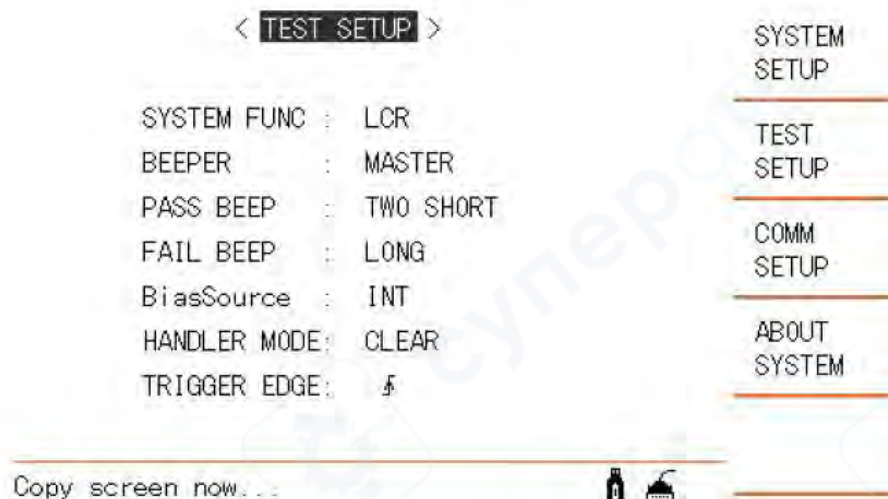 < TEST SETUP >
SYSTEM FUNC : LCR
BEEPER : MASTER
PASS BEEP : TWO SHORT
FAIL BEEP : LONG
BiasSource : INT
HANDLER MODE: CLEAR
TRIGGER EDGE:
Copy screen now...
SYSTEM
SETUP
TEST
SETUP
COMM
SETUP
ABOUT
SYSTEM